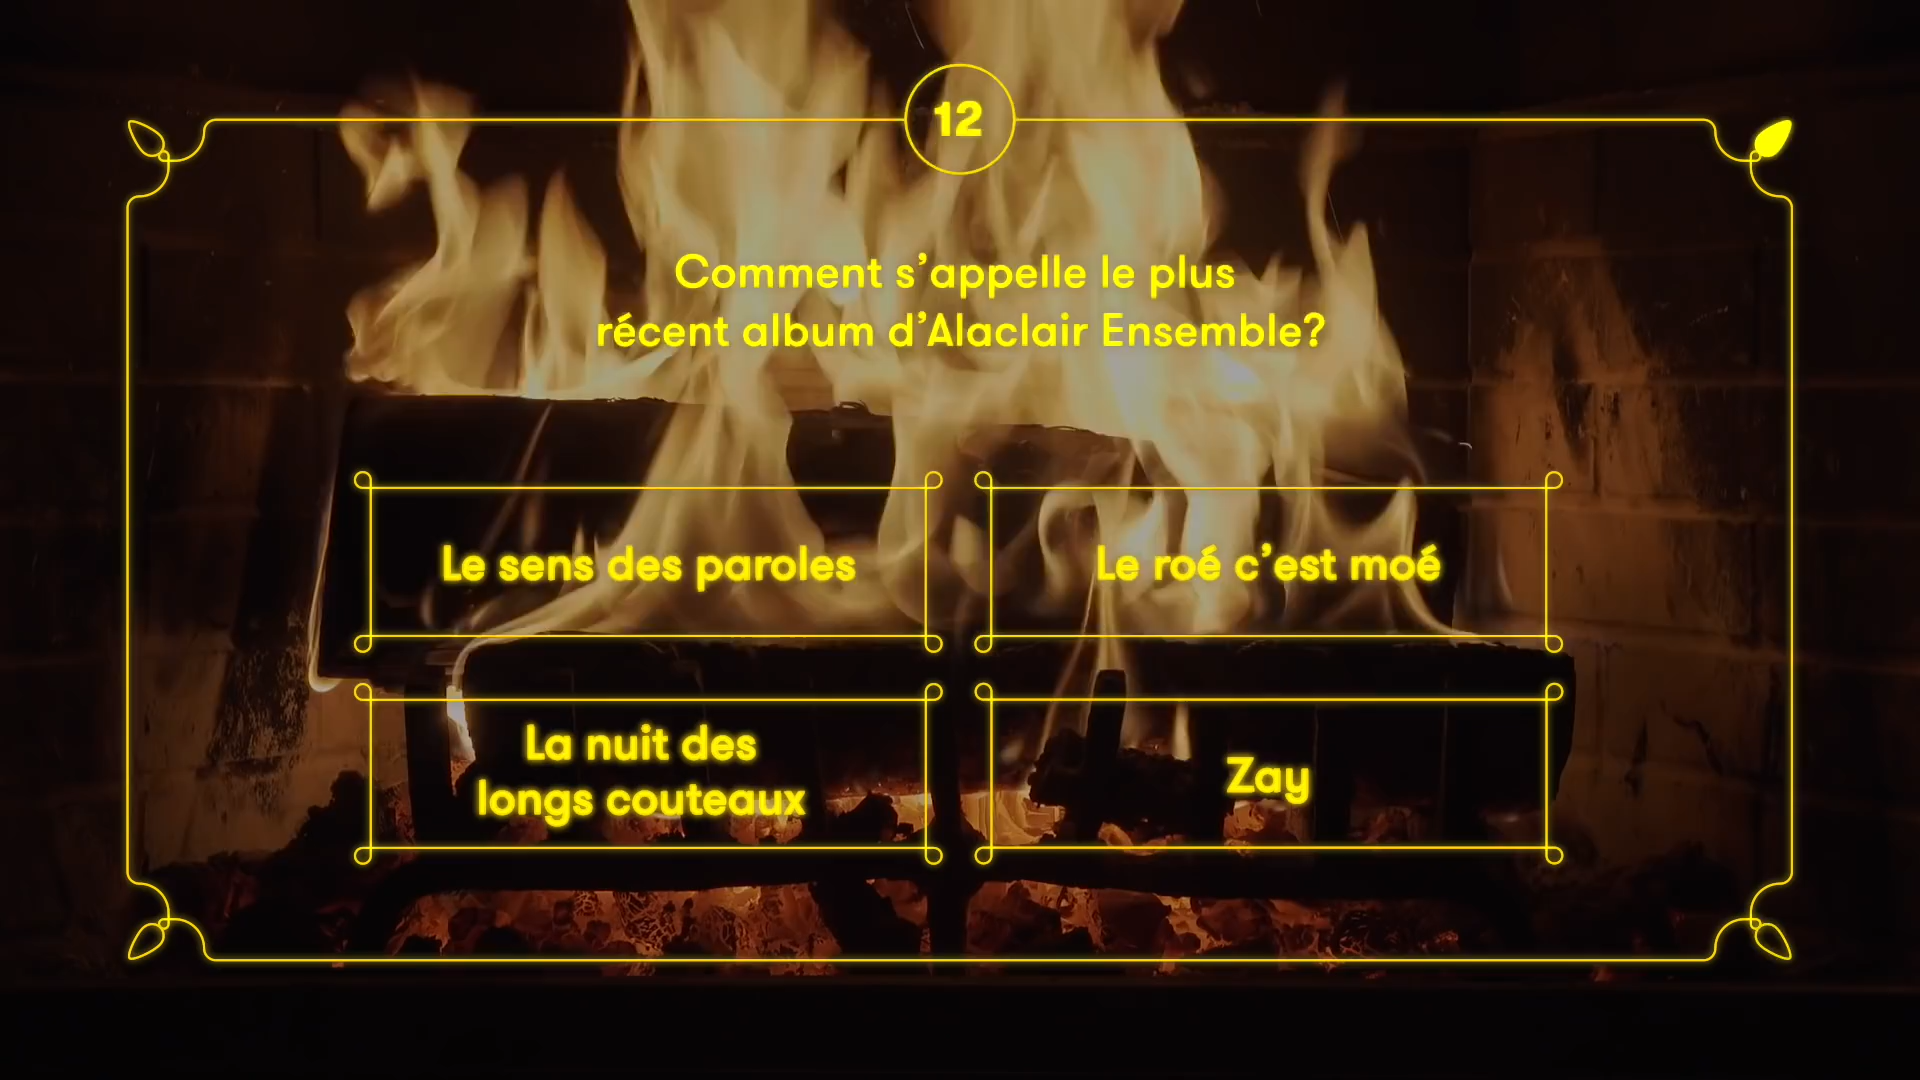 12
Comment s’appelle le plus
récent album d’Alaclair Ensemble?
Le sens des paroles
Le roé c’est moé
La nuit des
longs couteaux
Zay